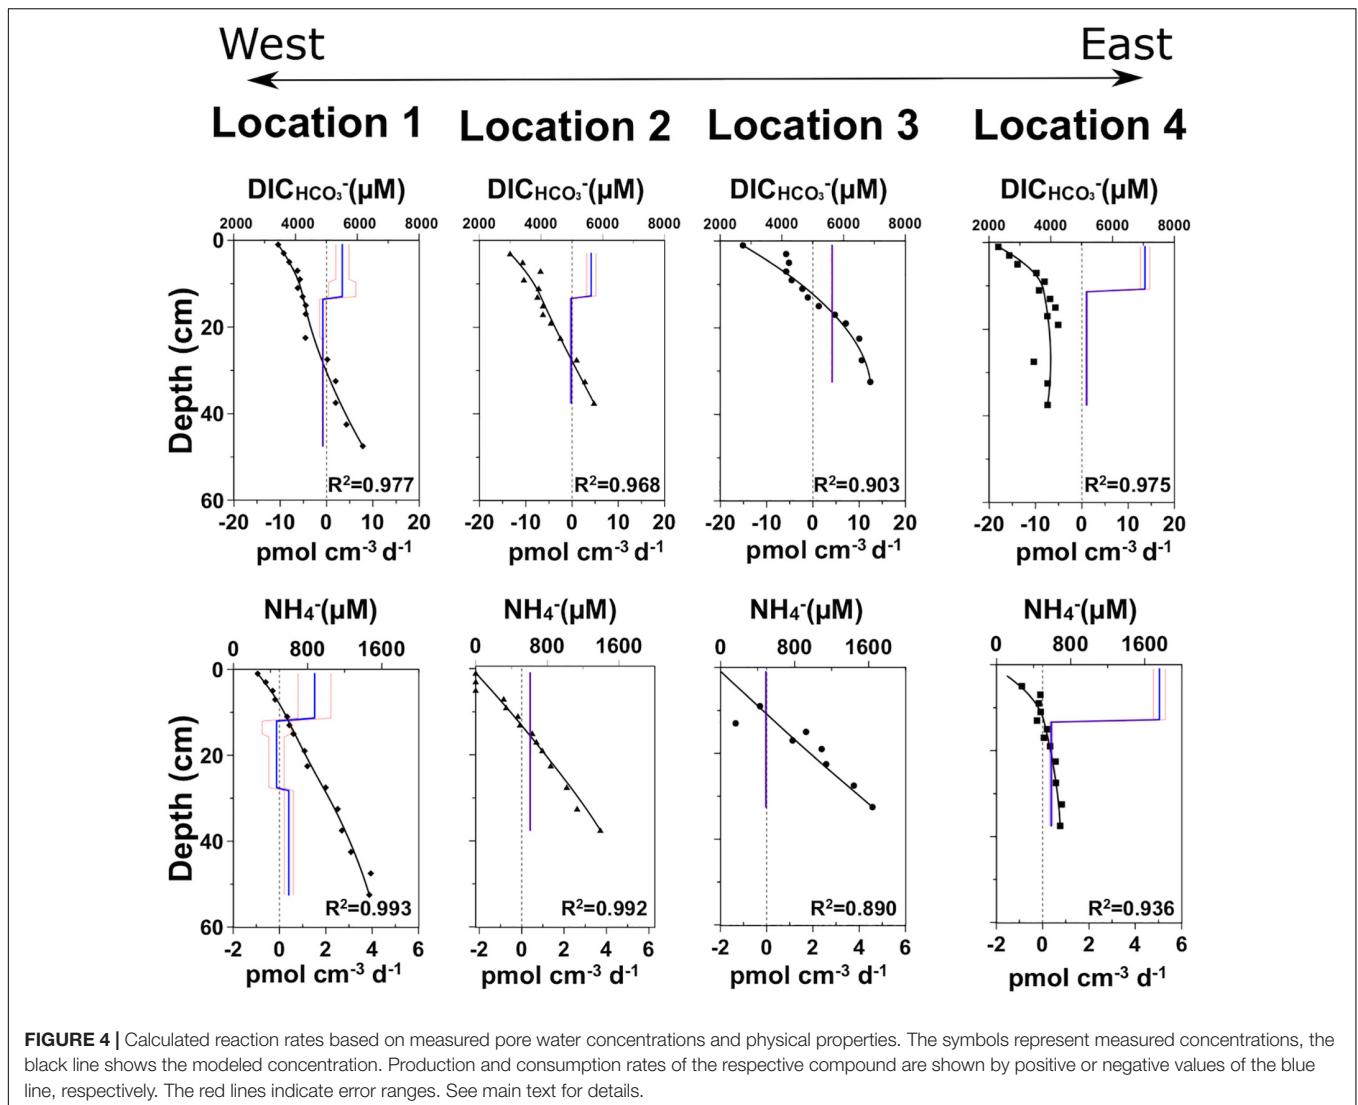 West East
Location 1 Location 2 Location 3 Location 4
DICHCO₃⁻(µM) DICHCO₃⁻(µM) DICHCO₃⁻(µM) DICHCO₃⁻(µM)
2000 4000 6000 8000 2000 4000 6000 8000 2000 4000 6000 8000 2000 4000 6000 8000
0
20
Depth (cm)
40
R²=0.977 R²=0.968 R²=0.903 R²=0.975
60
-20 -10 0 10 20 -20 -10 0 10 20 -20 -10 0 10 20 -20 -10 0 10 20
pmol cm⁻³ d⁻¹ pmol cm⁻³ d⁻¹ pmol cm⁻³ d⁻¹ pmol cm⁻³ d⁻¹
NH₄⁻(µM) NH₄⁻(µM) NH₄⁻(µM) NH₄⁻(µM)
0 800 1600 0 800 1600 0 800 1600 0 800 1600
0
20
Depth (cm)
40
R²=0.993 R²=0.992 R²=0.890 R²=0.936
60
-2 0 2 4 6 -2 0 2 4 6 -2 0 2 4 6 -2 0 2 4 6
pmol cm⁻³ d⁻¹ pmol cm⁻³ d⁻¹ pmol cm⁻³ d⁻¹ pmol cm⁻³ d⁻¹
FIGURE 4 | Calculated reaction rates based on measured pore water concentrations and physical properties. The symbols represent measured concentrations, the
black line shows the modeled concentration. Production and consumption rates of the respective compound are shown by positive or negative values of the blue
line, respectively. The red lines indicate error ranges. See main text for details.